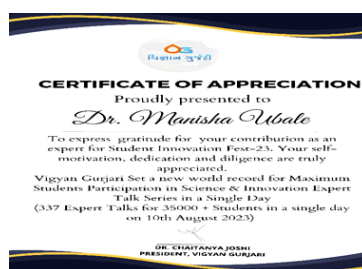 વિજ્ઞાન ગુર્જરી
CERTIFICATE OF APPRECIATION
Proudly presented to
Dr. Manisha Ubale
To express gratitude for your contribution as an
expert for Student Innovation Fest-23. Your self-
motivation, dedication and diligence are truly
appreciated.
Vigyan Gurjari Set a new world record for Maximum
Students Participation in Science & Innovation Expert
Talk Series in a Single Day
(337 Expert Talks for 35000 + Students in a single day
on 10th August 2023)
DR. CHAITANYA JOSHI
PRESIDENT, VIGYAN GURJARI